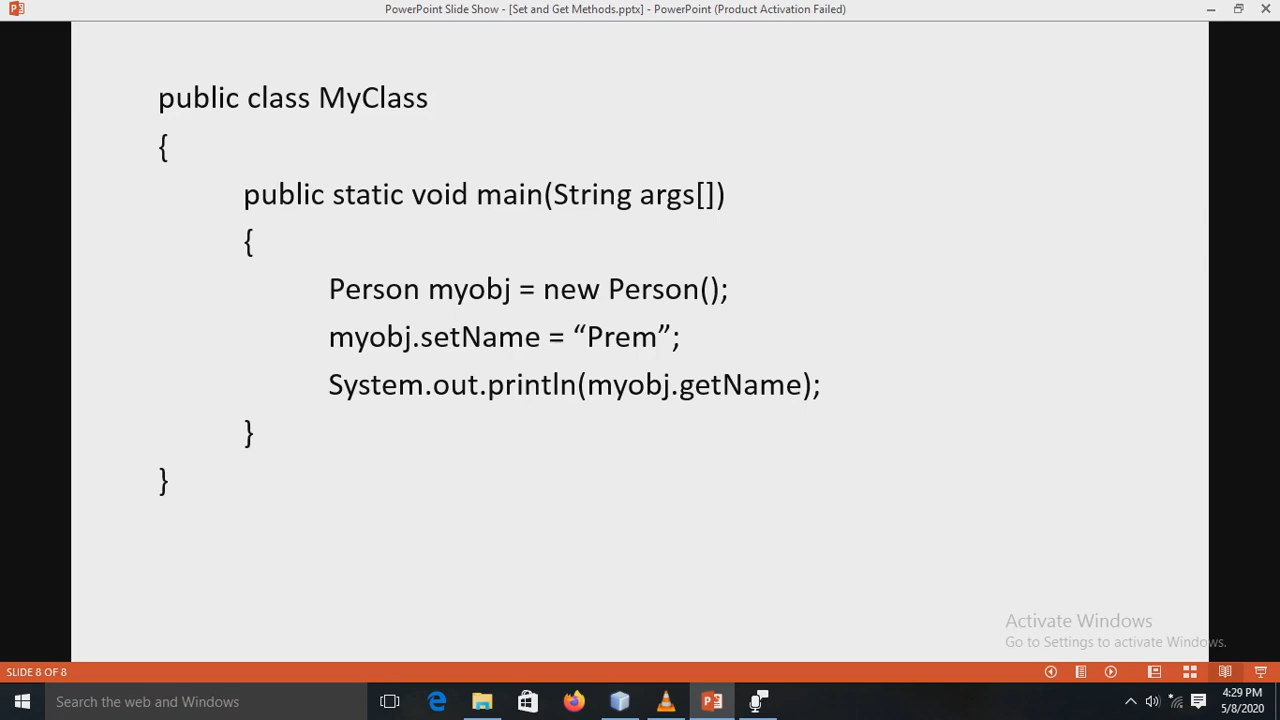 PowerPoint Slide Show - [Set and Get Methods.pptx] - PowerPoint (Product Activation Failed)
public class MyClass
{
public static void main(String args[])
{
Person myobj = new Person();
myobj.setName = “Prem”;
System.out.println(myobj.getName);
}
}
Activate Windows
Go to Settings to activate Windows.
SLIDE 8 OF 8
Search the web and Windows
4:29 PM
5/8/2020